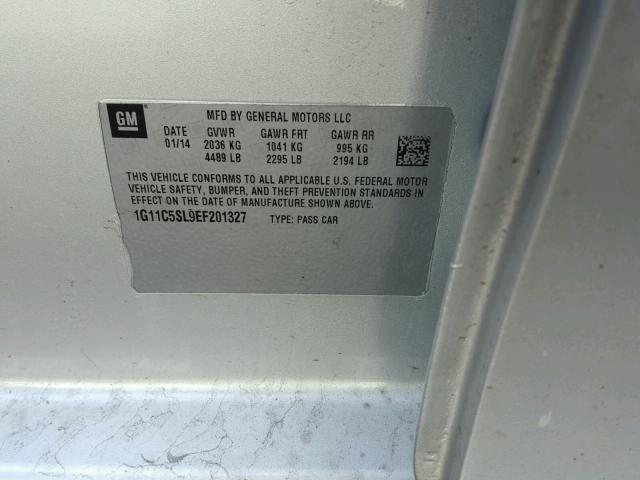 GM
MFD BY GENERAL MOTORS LLC
DATE GVWR GAWR FRT GAWR RR
01/14 2036 KG 1041 KG 995 KG
4489 LB 2295 LB 2194 LB
THIS VEHICLE CONFORMS TO ALL APPLICABLE U.S. FEDERAL MOTOR
VEHICLE SAFETY, BUMPER, AND THEFT PREVENTION STANDARDS
IN EFFECT ON THE DATE OF MANUFACTURE SHOWN ABOVE.
1G11C5SL9EF201327 TYPE: PASS CAR